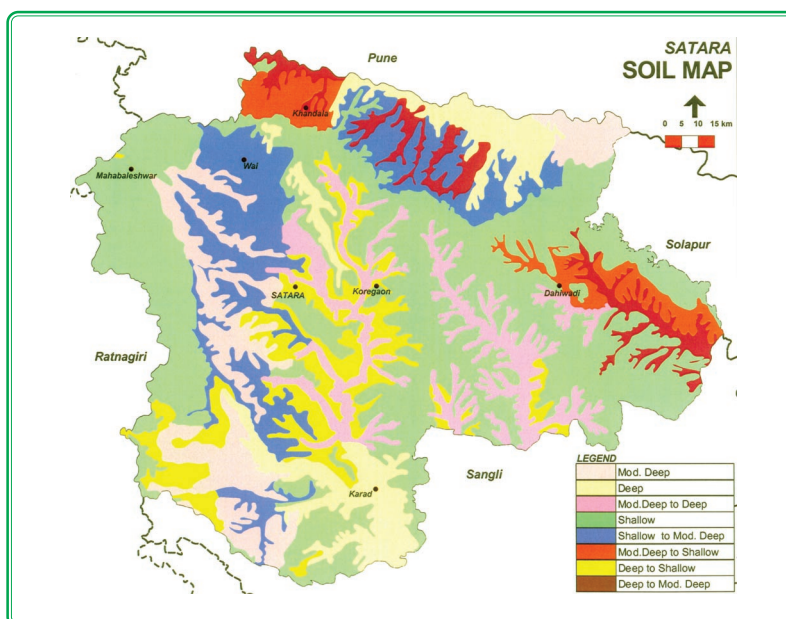 SATARA
SOIL MAP
0 5 10 15 km
Pune
Khandala
Wai
Mahabaleshwar
Solapur
SATARA
Koregaon
Dahiwadi
Ratnagiri
Sangli
Karad
LEGEND
Mod. Deep
Deep
Mod.Deep to Deep
Shallow
Shallow to Mod. Deep
Mod.Deep to Shallow
Deep to Shallow
Deep to Mod. Deep